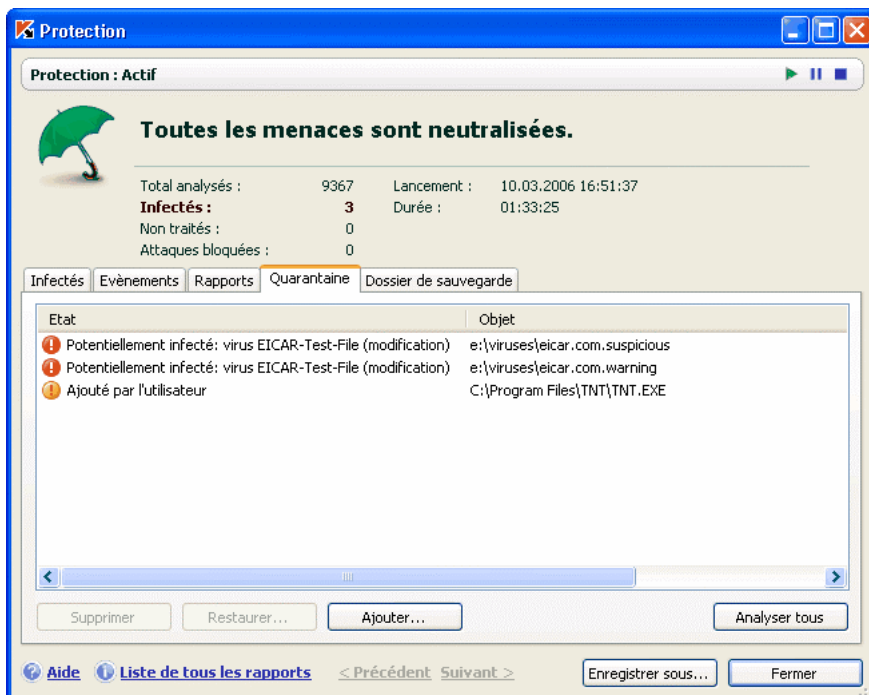 Protection
Protection : Actif
Toutes les menaces sont neutralisées.
Total analysés : 9367 Lancement : 10.03.2006 16:51:37
Infectés : 3 Durée : 01:33:25
Non traités : 0
Attaques bloquées : 0
Infectés Evènements Rapports Quarantaine Dossier de sauvegarde
Etat Objet
Potentiellement infecté: virus EICAR-Test-File (modification) e:\viruses\eicar.com.suspicious
Potentiellement infecté: virus EICAR-Test-File (modification) e:\viruses\eicar.com.warning
Ajouté par l'utilisateur C:\Program Files\TNT\TNT.EXE
Supprimer Restaurer... Ajouter... Analyser tous
Aide Liste de tous les rapports < Précédent Suivant > Enregistrer sous... Fermer